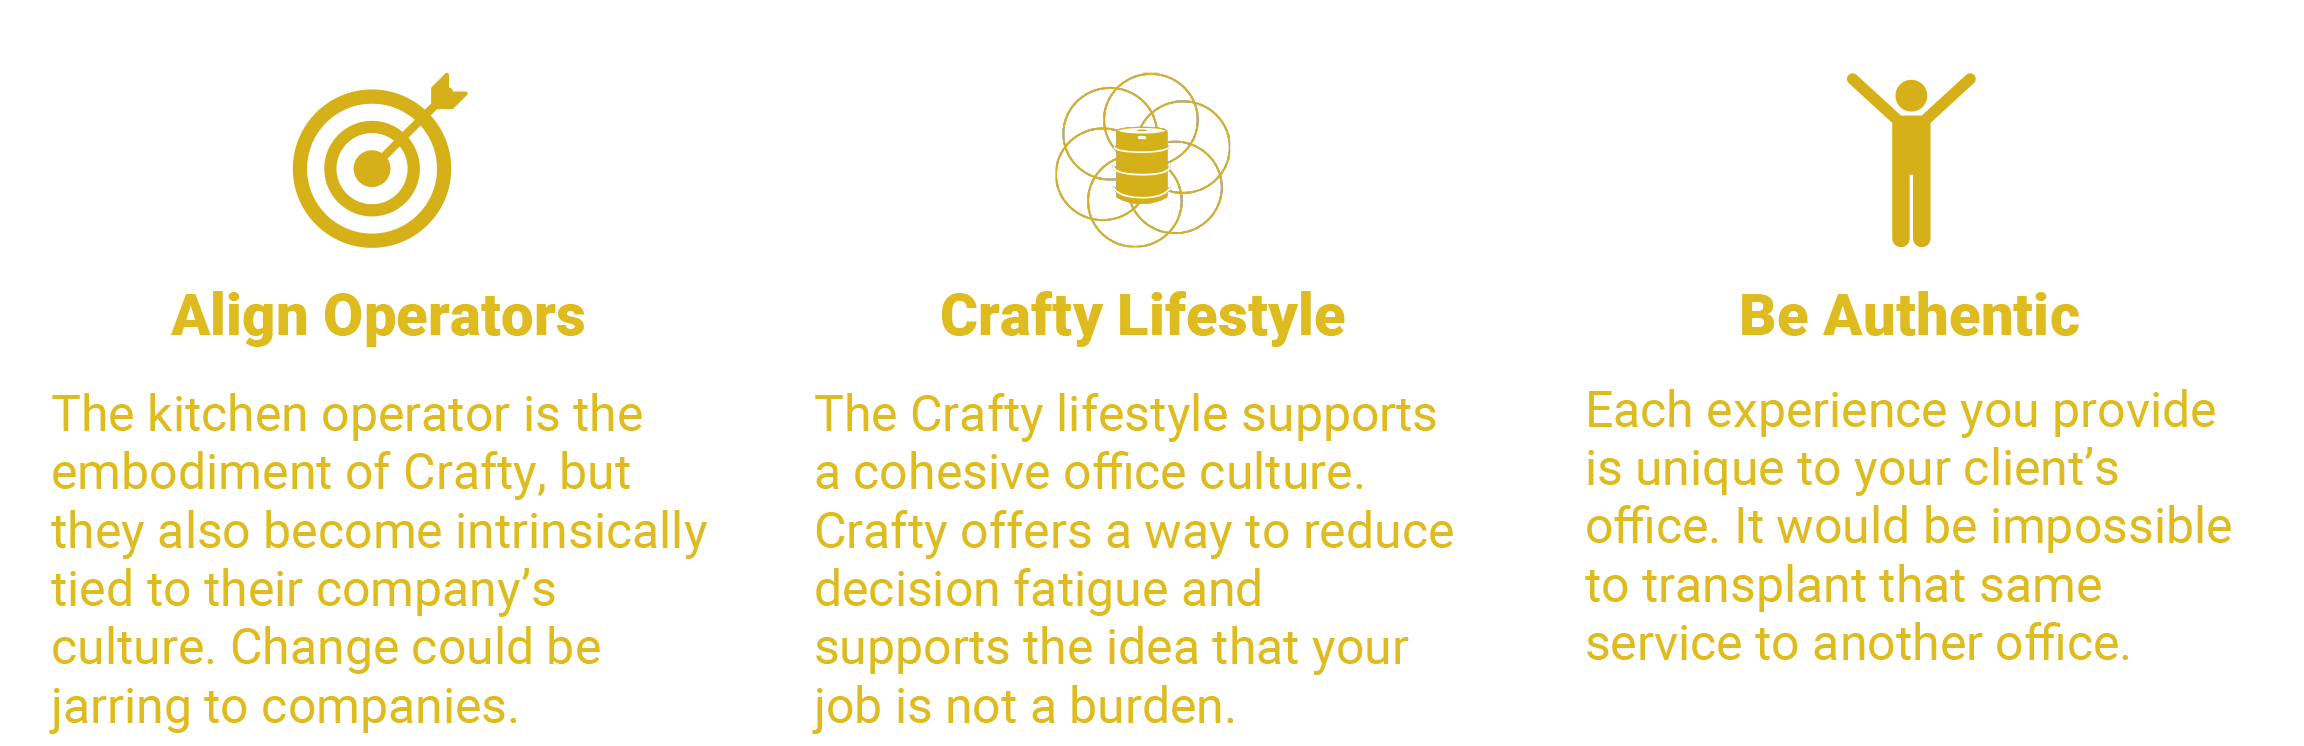 Align Operators
The kitchen operator is the
embodiment of Crafty, but
they also become intrinsically
tied to their company’s
culture. Change could be
jarring to companies.
Crafty Lifestyle
The Crafty lifestyle supports
a cohesive office culture.
Crafty offers a way to reduce
decision fatigue and
supports the idea that your
job is not a burden.
Be Authentic
Each experience you provide
is unique to your client’s
office. It would be impossible
to transplant that same
service to another office.